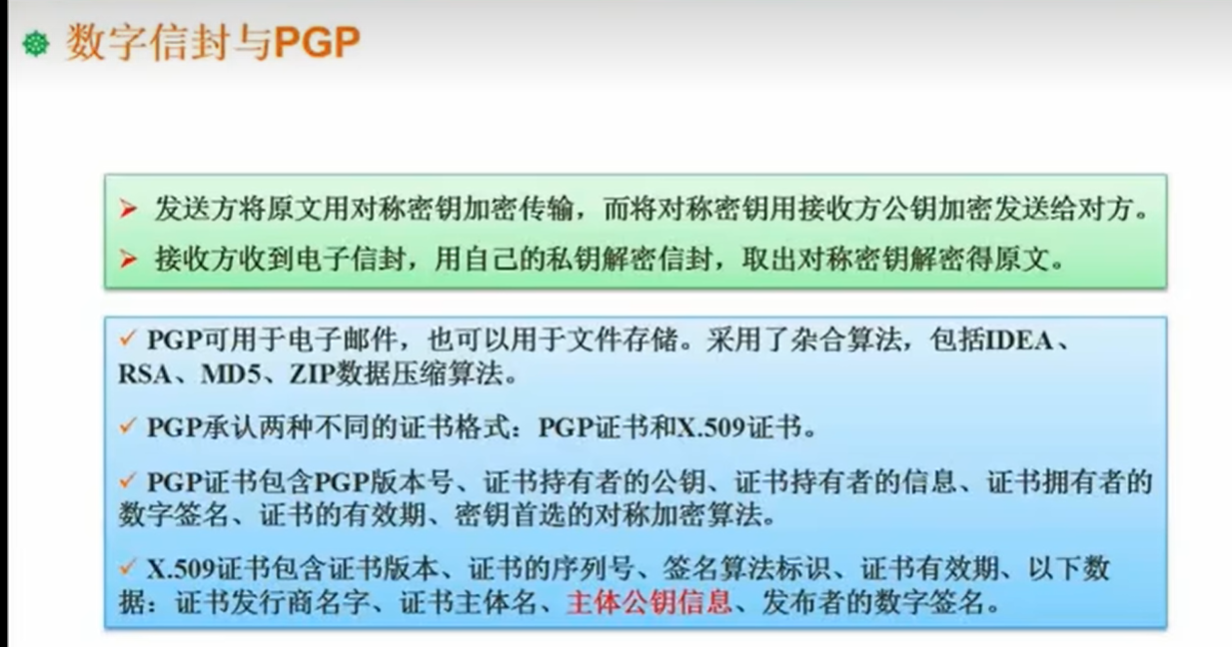 数字信封与PGP
发送方将原文用对称密钥加密传输，而将对称密钥用接收方公钥加密发送给对方。
接收方收到电子信封，用自己的私钥解密信封，取出对称密钥解密得原文。
PGP可用于电子邮件，也可以用于文件存储。采用了杂合算法，包括IDEA、
RSA、MD5、ZIP数据压缩算法。
PGP承认两种不同的证书格式：PGP证书和X.509证书。
PGP证书包含PGP版本号、证书持有者的公钥、证书持有者的信息、证书拥有者的
数字签名、证书的有效期、密钥首选的对称加密算法。
X.509证书包含证书版本、证书的序列号、签名算法标识、证书有效期、以下数
据：证书发行商名字、证书主体名、主体公钥信息、发布者的数字签名。